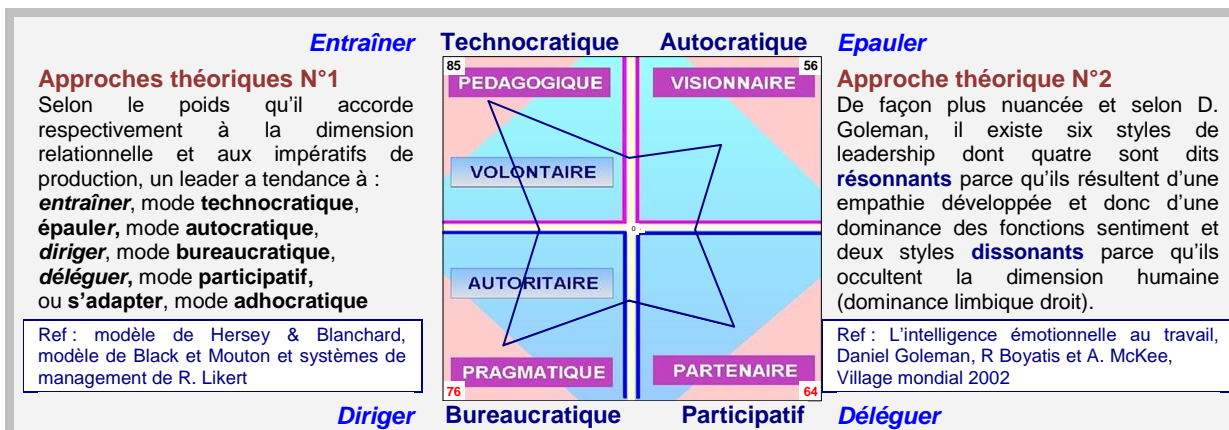 Entraîner Technocratique Autocratique Epauler
Approches théoriques N°1
Selon le poids qu'il accorde
respectivement à la dimension
relationnelle et aux impératifs de
production, un leader a tendance à :
entraîner, mode technocratique,
épauler, mode autocratique,
diriger, mode bureaucratique,
déléguer, mode participatif,
ou s'adapter, mode adhocratique
Ref : modèle de Hersey & Blanchard,
modèle de Black et Mouton et systèmes de
management de R. Likert
85 56
PEDAGOGIQUE VISIONNAIRE
VOLONTAIRE
0
AUTORITAIRE
PRAGMATIQUE PARTENAIRE
76 64
Approche théorique N°2
De façon plus nuancée et selon D.
Goleman, il existe six styles de
leadership dont quatre sont dits
résonnants parce qu'ils résultent d'une
empathie développée et donc d'une
dominance des fonctions sentiment et
deux styles dissonants parce qu'ils
occultent la dimension humaine
(dominance limbique droit).
Ref : L'intelligence émotionnelle au travail,
Daniel Goleman, R Boyatis et A. McKee,
Village mondial 2002
Diriger Bureaucratique Participatif Déléguer